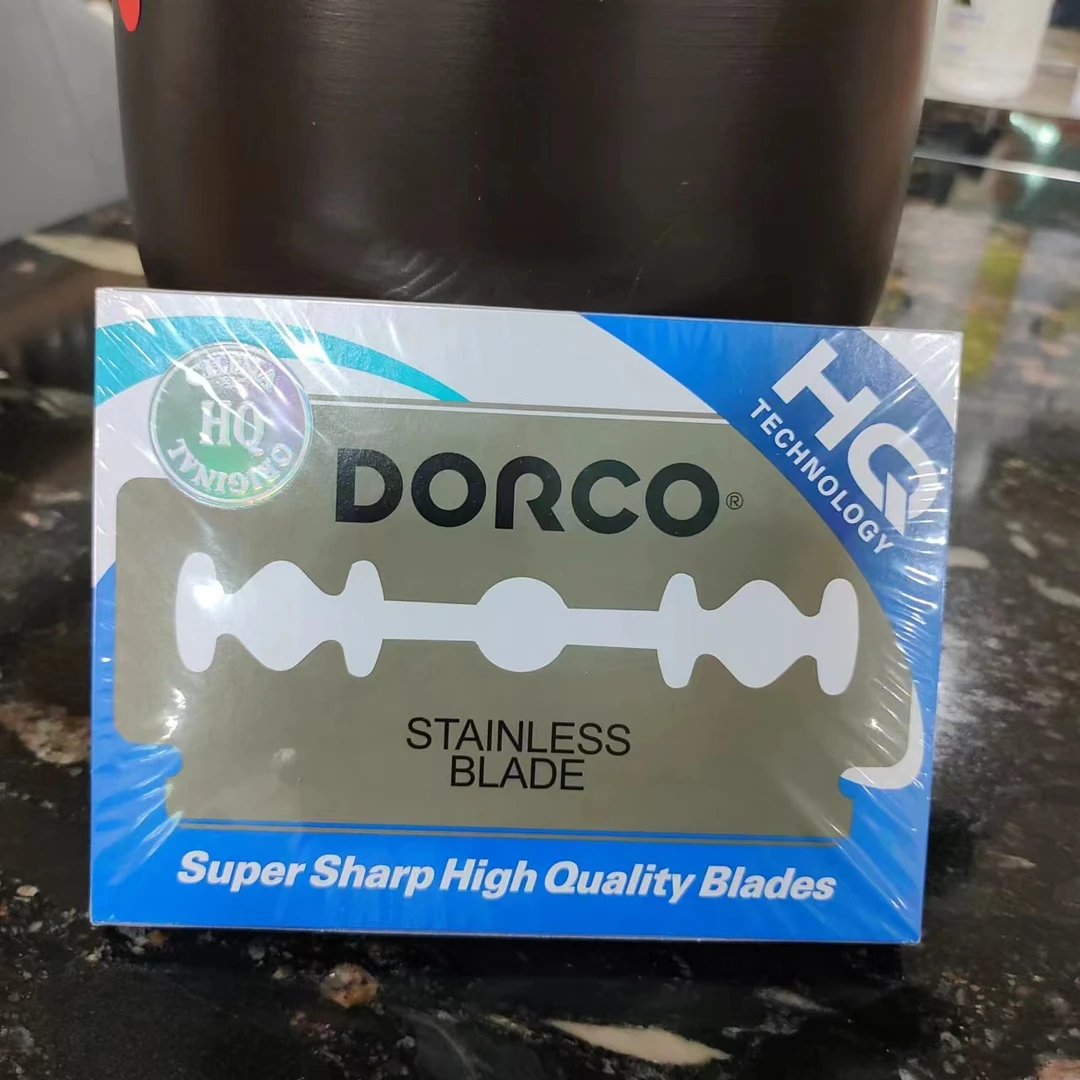 HQ
ORIGINAL
HQ
TECHNOLOGY
DORCO®
STAINLESS
BLADE
Super Sharp High Quality Blades